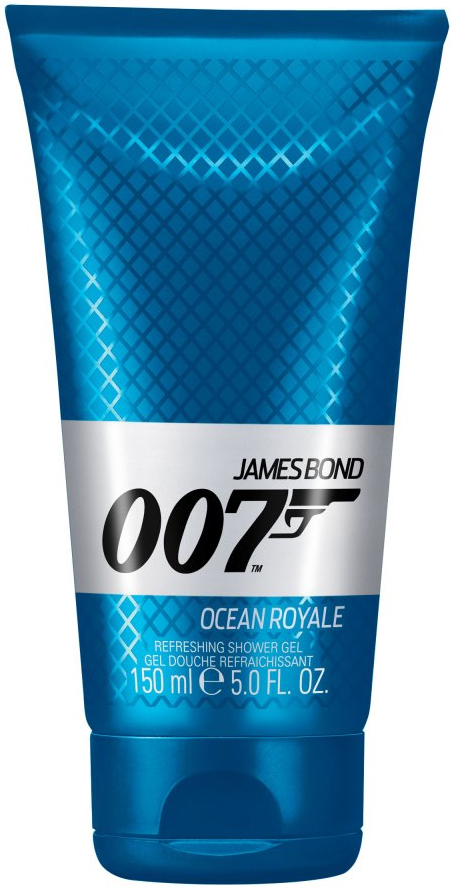 JAMES BOND
007
TM
OCEAN ROYALE
REFRESHING SHOWER GEL
GEL DOUCHE REFRAICHISSANT
150 ml ℮ 5.0 FL. OZ.